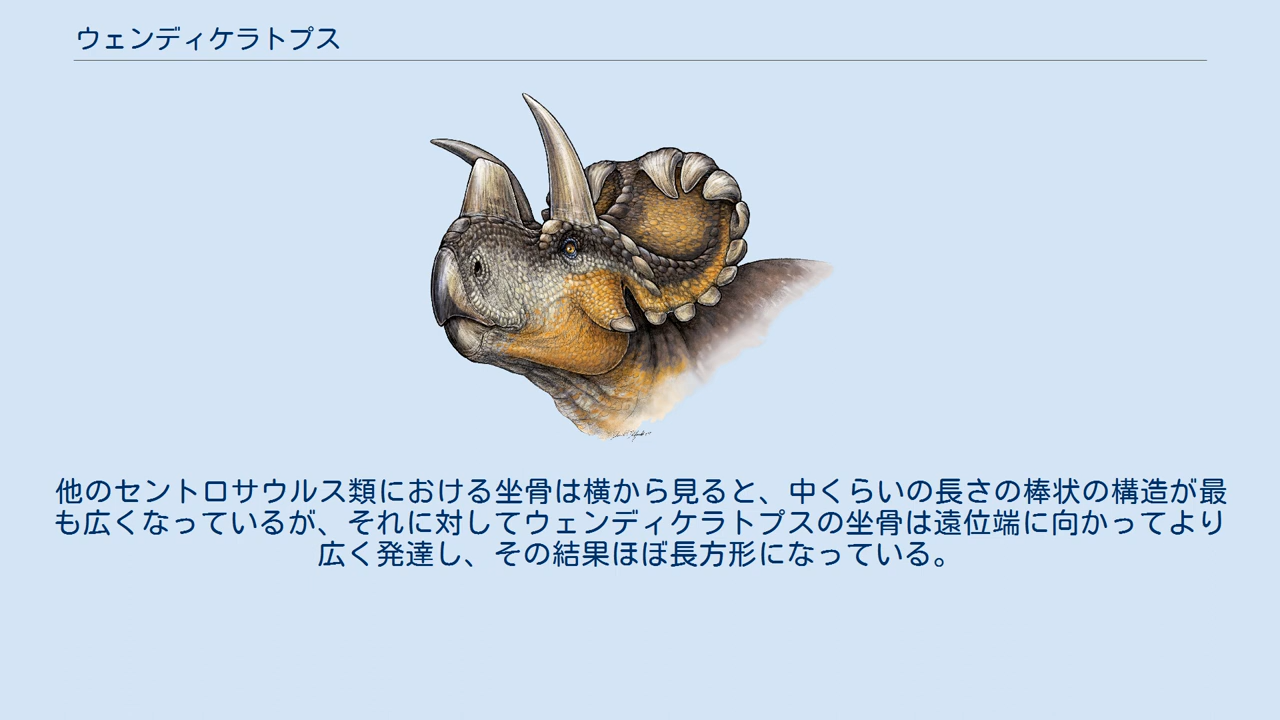 ウェンディケラトプス
他のセントロサウルス類における坐骨は横から見ると、中くらいの長さの棒状の構造が最
も広くなっているが、それに対してウェンディケラトプスの坐骨は遠位端に向かってより
広く発達し、その結果ほぼ長方形になっている。